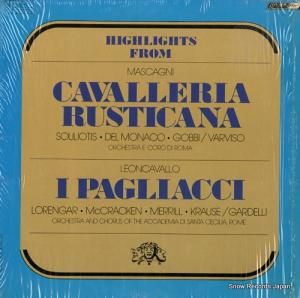 HIGHLIGHTS
FROM
MASCAGNI
CAVALLERIA
RUSTICANA
SOULIOTIS • DEL MONACO • GOBBI/VARVISO
ORCHESTRA E CORO DI ROMA
LEONCAVALLO
I PAGLIACCI
LORENGAR • McCRACKEN • MERRILL • KRAUSE/GARDELLI
ORCHESTRA AND CHORUS OF THE ACCADEMIA DI SANTA CECILIA, ROME
Snow Records Japan